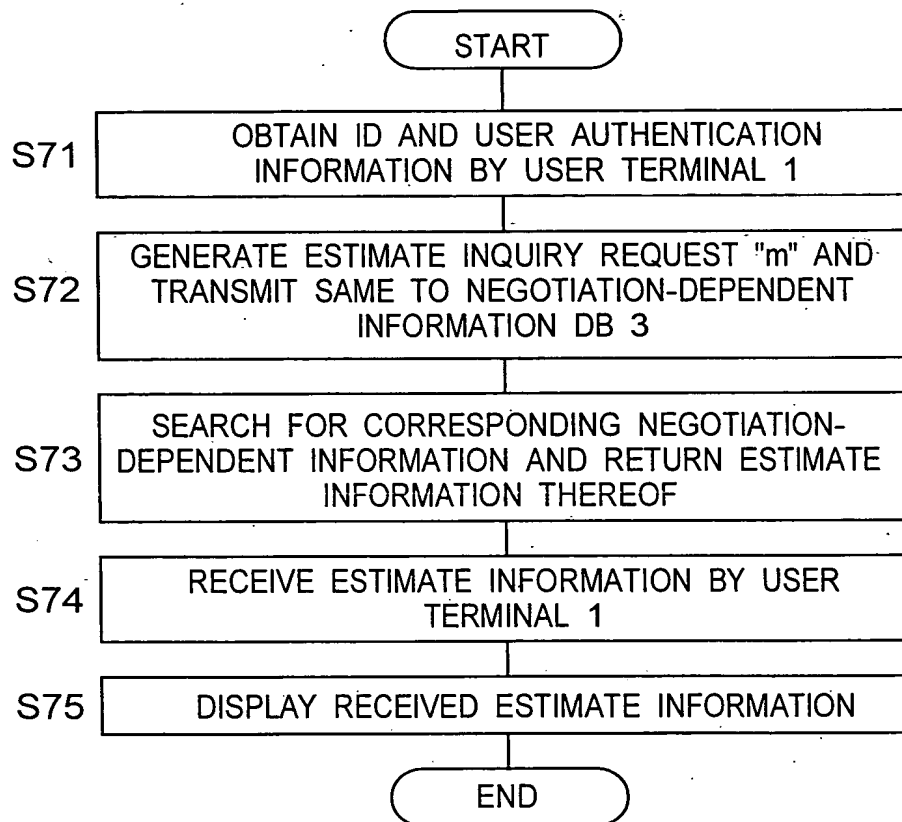 START
S71
OBTAIN ID AND USER AUTHENTICATION
INFORMATION BY USER TERMINAL 1
S72
GENERATE ESTIMATE INQUIRY REQUEST "m" AND
TRANSMIT SAME TO NEGOTIATION-DEPENDENT
INFORMATION DB 3
S73
SEARCH FOR CORRESPONDING NEGOTIATION-
DEPENDENT INFORMATION AND RETURN ESTIMATE
INFORMATION THEREOF
S74
RECEIVE ESTIMATE INFORMATION BY USER
TERMINAL 1
S75
DISPLAY RECEIVED ESTIMATE INFORMATION
END